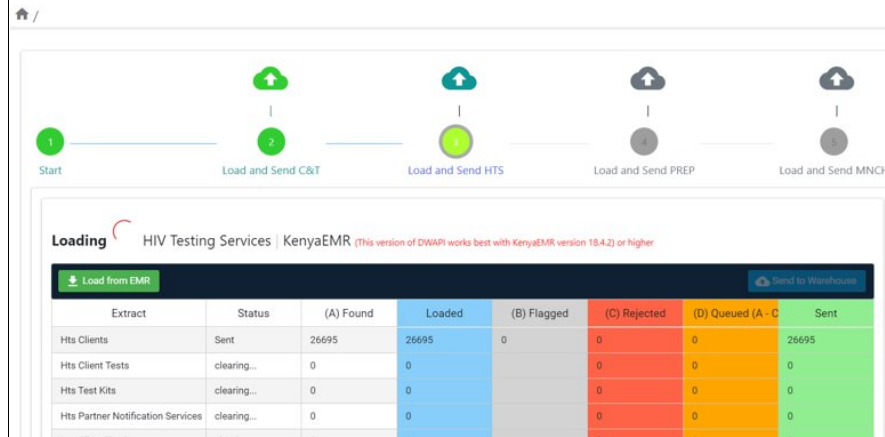 /
1 2 3 4 5
Start Load and Send C&T Load and Send HTS Load and Send PREP Load and Send MNCH
Loading HIV Testing Services | KenyaEMR (This version of DWAPI works best with KenyaEMR version 18.4.2) or higher
Load from EMR Send to Warehouse
Extract Status (A) Found Loaded (B) Flagged (C) Rejected (D) Queued (A - C Sent
Hts Clients Sent 26695 26695 0 0 0 26695
Hts Client Tests clearing... 0 0 0 0 0
Hts Test Kits clearing... 0 0 0 0 0
Hts Partner Notification Services clearing... 0 0 0 0 0